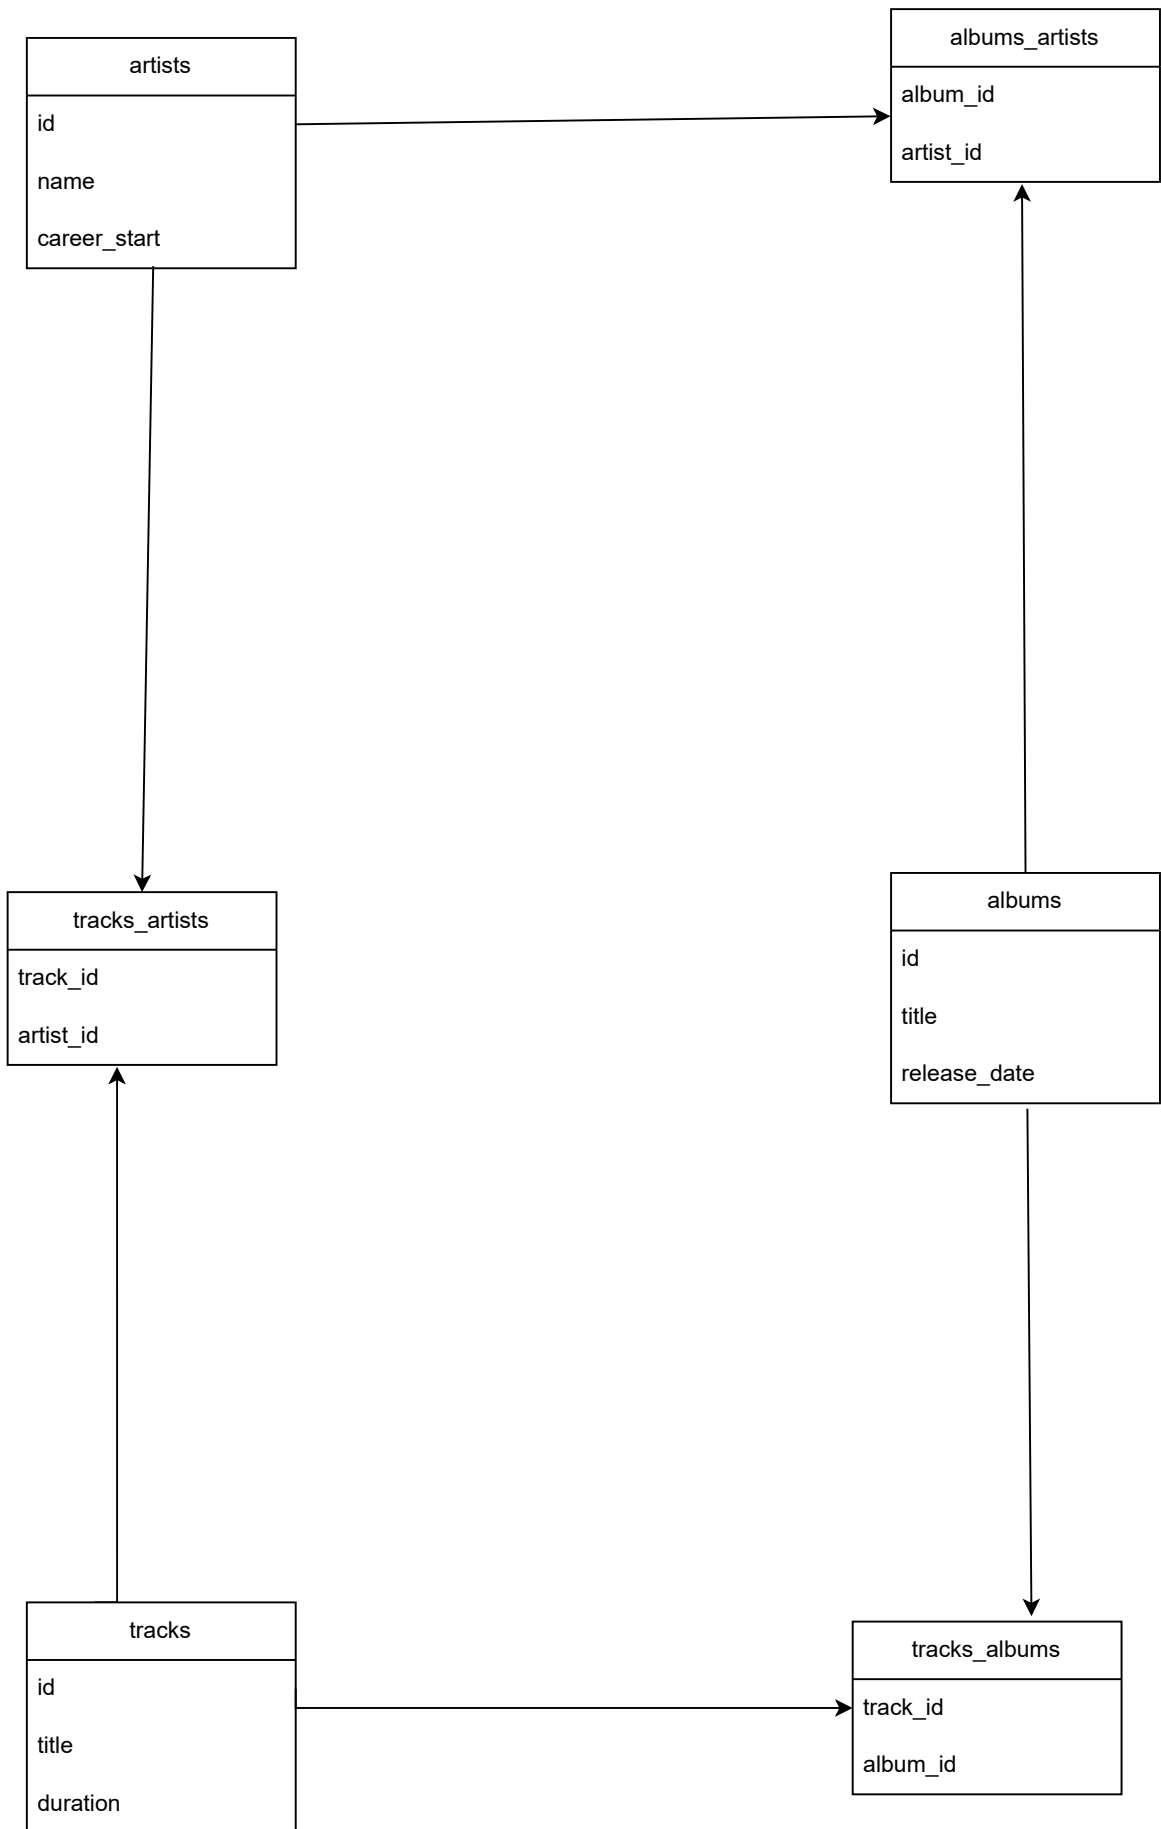 artists
id
name
career_start
albums_artists
album_id
artist_id
tracks_artists
track_id
artist_id
albums
id
title
release_date
tracks
id
title
duration
tracks_albums
track_id
album_id